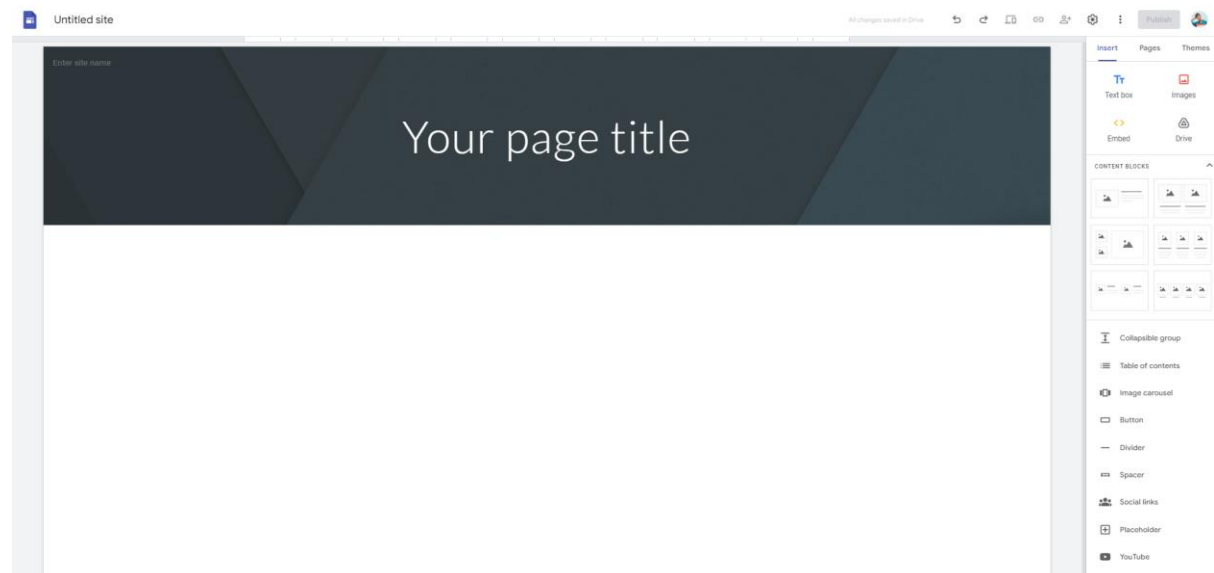 Untitled site
All changes saved in Drive
Publish
Enter site name
Your page title
Insert Pages Themes
Text box Images
Embed Drive
CONTENT BLOCKS
Collapsible group
Table of contents
Image carousel
Button
Divider
Spacer
Social links
Placeholder
YouTube